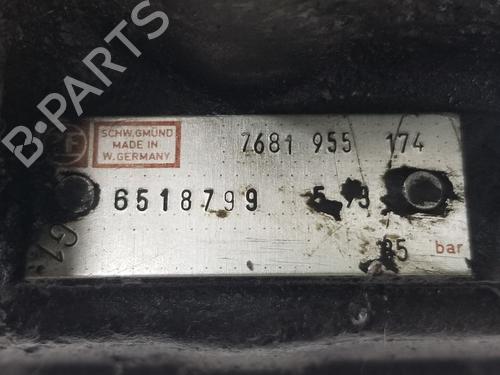 B-PARTS
SCHW.GMÜND
MADE IN
W. GERMANY
7681 955 174
6518799
bar